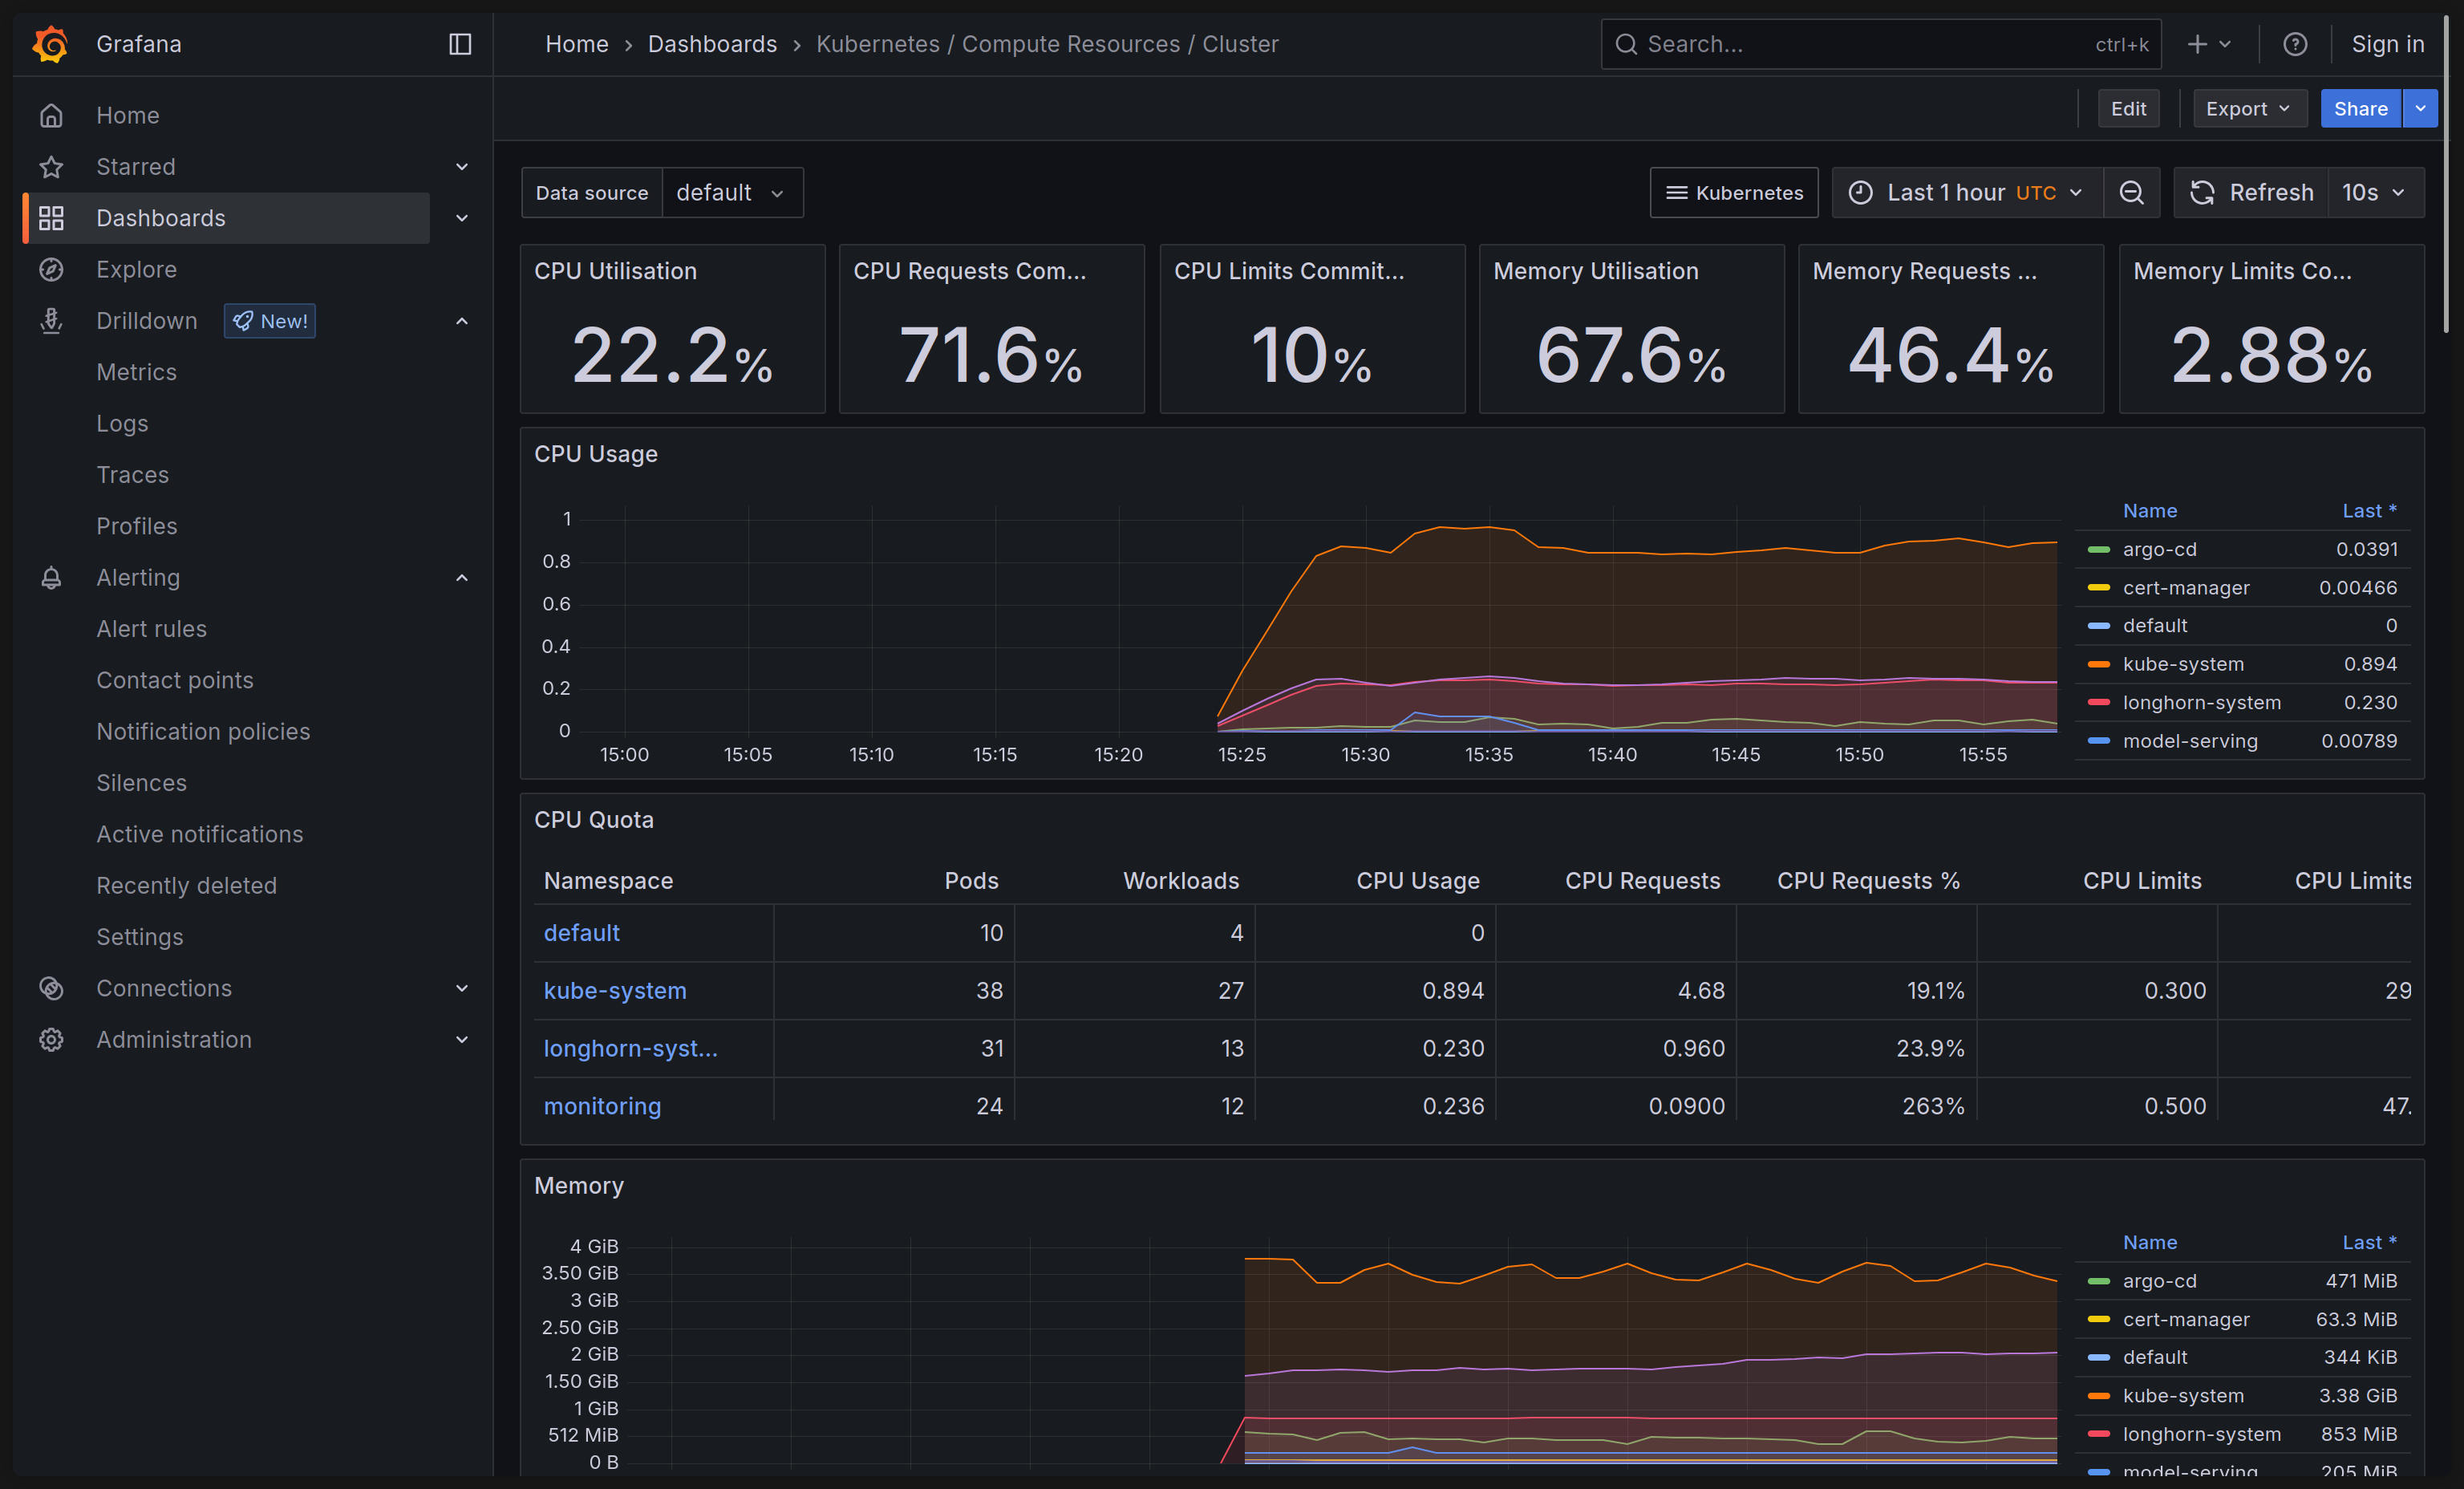 Grafana
Home › Dashboards › Kubernetes / Compute Resources / Cluster
Search... ctrl+k
Sign in
Home
Starred
Dashboards
Explore
Drilldown New!
Metrics
Logs
Traces
Profiles
Alerting
Alert rules
Contact points
Notification policies
Silences
Active notifications
Recently deleted
Settings
Connections
Administration
Edit Export Share
Data source default
Kubernetes Last 1 hour UTC Refresh 10s
CPU Utilisation
22.2%
CPU Requests Com...
71.6%
CPU Limits Commit...
10%
Memory Utilisation
67.6%
Memory Requests ...
46.4%
Memory Limits Co...
2.88%
CPU Usage
1
0.8
0.6
0.4
0.2
0
15:00 15:05 15:10 15:15 15:20 15:25 15:30 15:35 15:40 15:45 15:50 15:55
Name Last *
argo-cd 0.0391
cert-manager 0.00466
default 0
kube-system 0.894
longhorn-system 0.230
model-serving 0.00789
CPU Quota
Namespace Pods Workloads CPU Usage CPU Requests CPU Requests % CPU Limits CPU Limits
default 10 4 0
kube-system 38 27 0.894 4.68 19.1% 0.300 29
longhorn-syst... 31 13 0.230 0.960 23.9%
monitoring 24 12 0.236 0.0900 263% 0.500 47.
Memory
4 GiB
3.50 GiB
3 GiB
2.50 GiB
2 GiB
1.50 GiB
1 GiB
512 MiB
0 B
Name Last *
argo-cd 471 MiB
cert-manager 63.3 MiB
default 344 KiB
kube-system 3.38 GiB
longhorn-system 853 MiB
model-serving 205 MiB